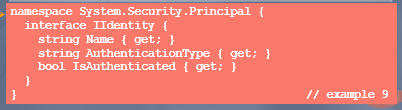 namespace System.Security.Principal {
  interface IIdentity {
    string Name { get; }
    string AuthenticationType { get; }
    bool IsAuthenticated { get; }
  }
}                                        // example 9